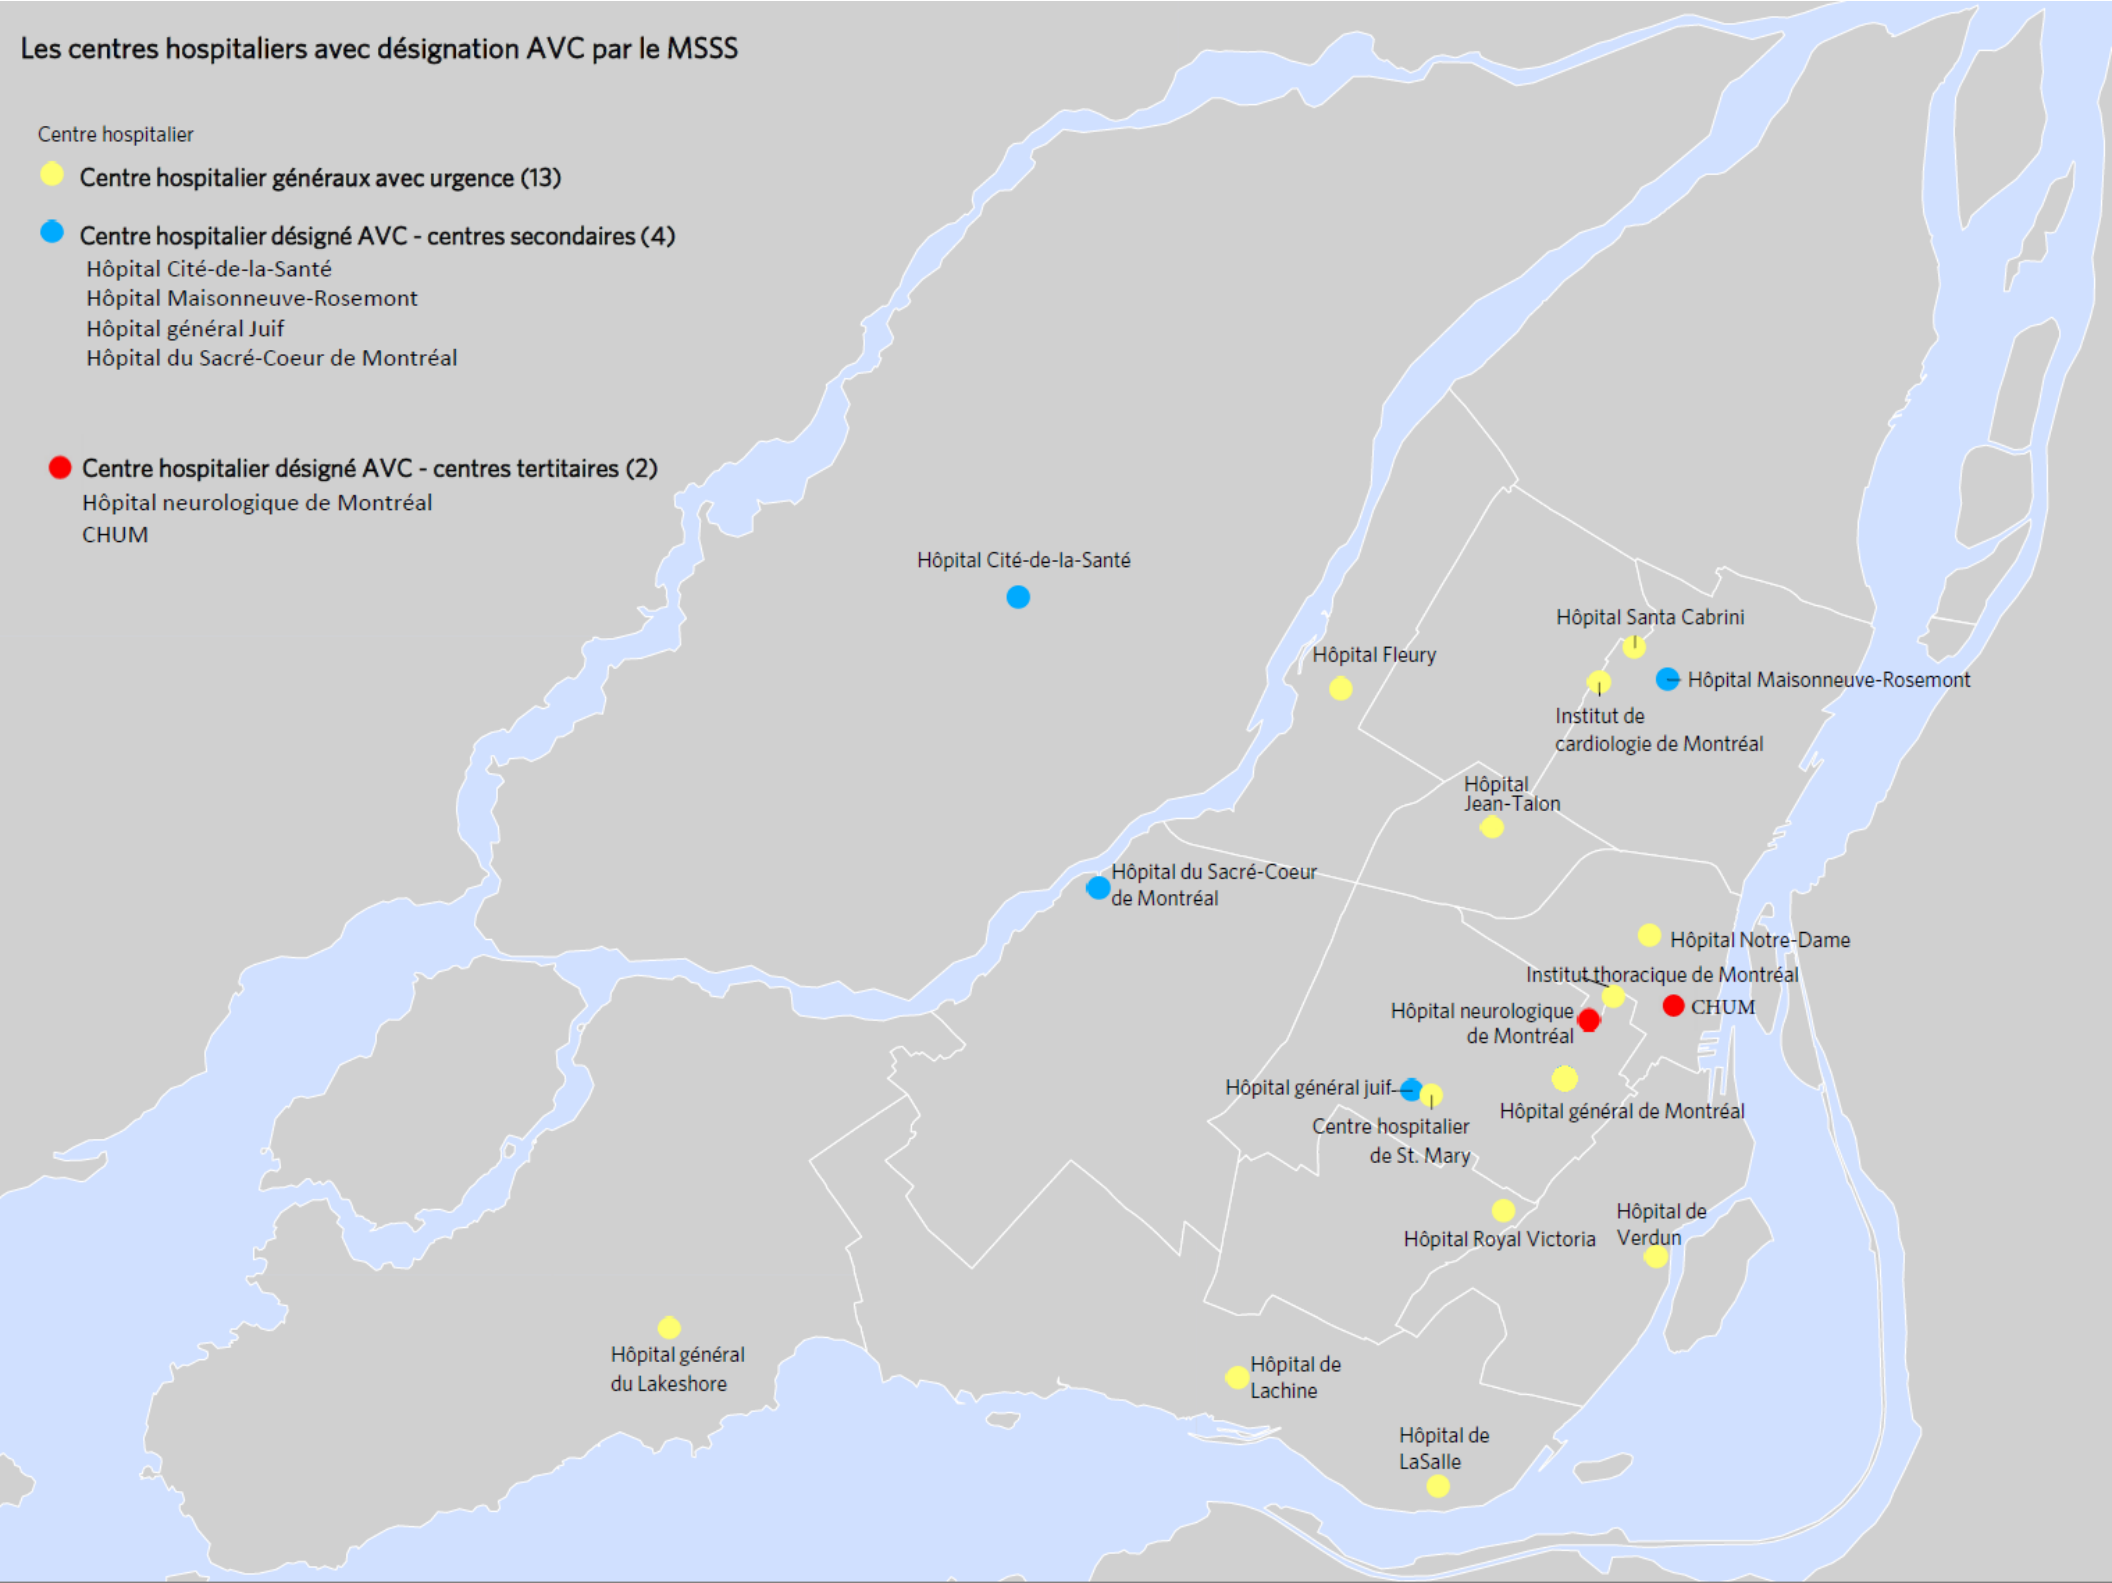 Les centres hospitaliers avec désignation AVC par le MSSS
Centre hospitalier
Centre hospitalier généraux avec urgence (13)
Centre hospitalier désigné AVC - centres secondaires (4)
Hôpital Cité-de-la-Santé
Hôpital Maisonneuve-Rosemont
Hôpital général Juif
Hôpital du Sacré-Coeur de Montréal
Centre hospitalier désigné AVC - centres tertitaires (2)
Hôpital neurologique de Montréal
CHUM
Hôpital Cité-de-la-Santé
Hôpital Santa Cabrini
Hôpital Fleury
Hôpital Maisonneuve-Rosemont
Institut de
cardiologie de Montréal
Hôpital
Jean-Talon
Hôpital du Sacré-Coeur
de Montréal
Hôpital Notre-Dame
Institut thoracique de Montréal
Hôpital neurologique
de Montréal
CHUM
Hôpital général juif
Centre hospitalier
de St. Mary
Hôpital général de Montréal
Hôpital Royal Victoria
Hôpital de
Verdun
Hôpital général
du Lakeshore
Hôpital de
Lachine
Hôpital de
LaSalle